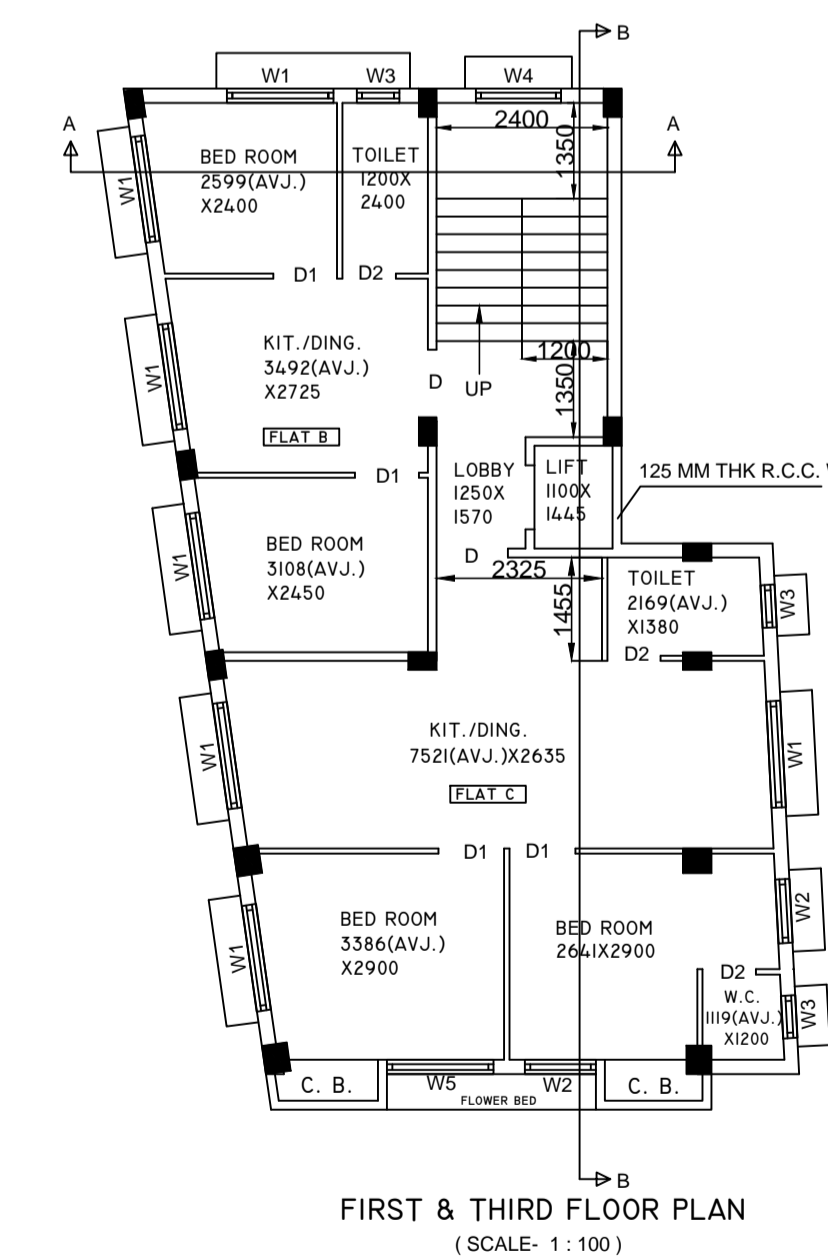 B
W1
W3
W4
A
A
2400
1350
BED ROOM
2599(AVJ.)
X2400
TOILET
1200X
2400
W1
D1
D2
KIT./DING.
3492(AVJ.)
X2725
W1
D
UP
1200
1350
FLAT B
D1
LOBBY
1250X
1570
LIFT
1100X
1445
125 MM THK R.C.C.
BED ROOM
3108(AVJ.)
X2450
W1
D
2325
1455
TOILET
2169(AVJ.)
X1380
W3
D2
KIT./DING.
7521(AVJ.)X2635
W1
W1
FLAT C
D1
D1
BED ROOM
3386(AVJ.)
X2900
BED ROOM
2641X2900
W2
W1
D2
W.C.
1119(AVJ.)
X1200
W3
C. B.
W5
W2
C. B.
FLOWER BED
B
FIRST & THIRD FLOOR PLAN
( SCALE- 1 : 100 )